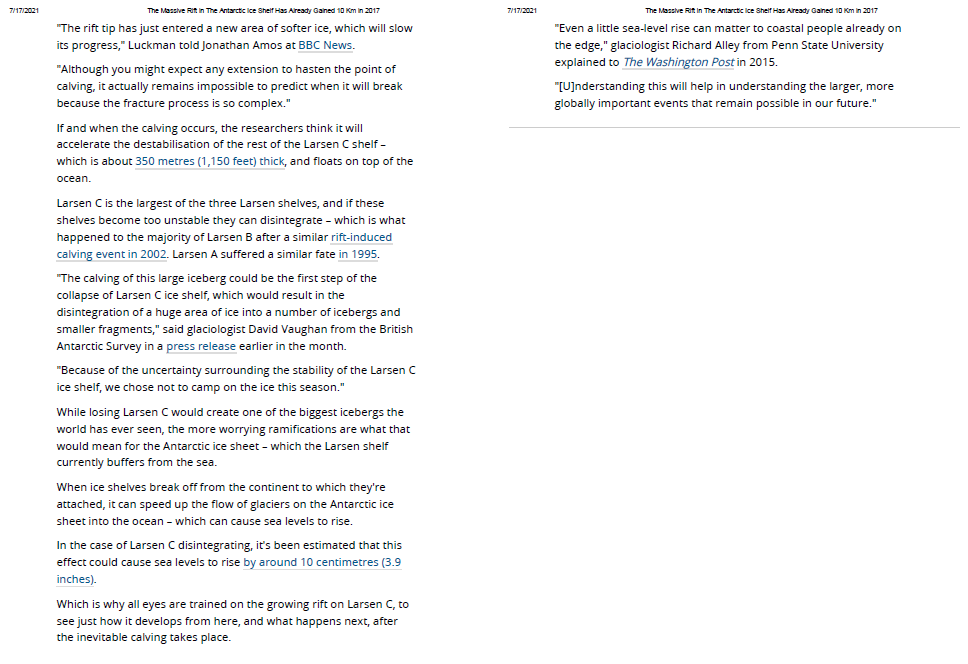 7/17/2021 The Massive Rift in The Antarctic Ice Shelf Has Already Gained 10 Km in 2017
"The rift tip has just entered a new area of softer ice, which will slow
its progress," Luckman told Jonathan Amos at BBC News.
"Although you might expect any extension to hasten the point of
calving, it actually remains impossible to predict when it will break
because the fracture process is so complex."
If and when the calving occurs, the researchers think it will
accelerate the destabilisation of the rest of the Larsen C shelf –
which is about 350 metres (1,150 feet) thick, and floats on top of the
ocean.
Larsen C is the largest of the three Larsen shelves, and if these
shelves become too unstable they can disintegrate – which is what
happened to the majority of Larsen B after a similar rift-induced
calving event in 2002. Larsen A suffered a similar fate in 1995.
"The calving of this large iceberg could be the first step of the
collapse of Larsen C ice shelf, which would result in the
disintegration of a huge area of ice into a number of icebergs and
smaller fragments," said glaciologist David Vaughan from the British
Antarctic Survey in a press release earlier in the month.
"Because of the uncertainty surrounding the stability of the Larsen C
ice shelf, we chose not to camp on the ice this season."
While losing Larsen C would create one of the biggest icebergs the
world has ever seen, the more worrying ramifications are what that
would mean for the Antarctic ice sheet – which the Larsen shelf
currently buffers from the sea.
When ice shelves break off from the continent to which they're
attached, it can speed up the flow of glaciers on the Antarctic ice
sheet into the ocean – which can cause sea levels to rise.
In the case of Larsen C disintegrating, it's been estimated that this
effect could cause sea levels to rise by around 10 centimetres (3.9
inches).
Which is why all eyes are trained on the growing rift on Larsen C, to
see just how it develops from here, and what happens next, after
the inevitable calving takes place.
7/17/2021 The Massive Rift in The Antarctic Ice Shelf Has Already Gained 10 Km in 2017
"Even a little sea-level rise can matter to coastal people already on
the edge," glaciologist Richard Alley from Penn State University
explained to The Washington Post in 2015.
"[U]nderstanding this will help in understanding the larger, more
globally important events that remain possible in our future."